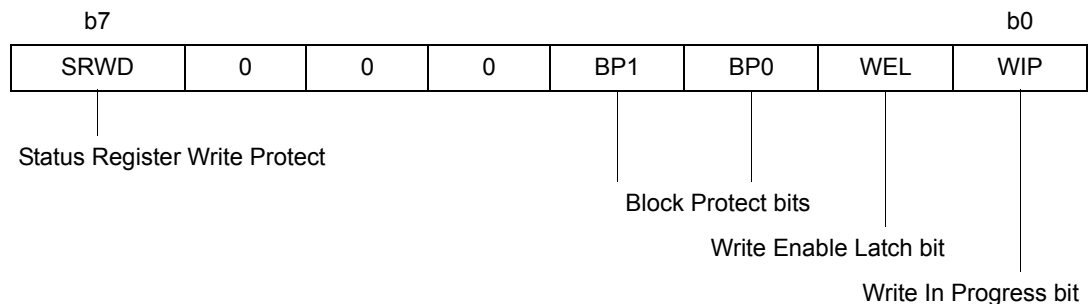 b7 b0
SRWD 0 0 0 BP1 BP0 WEL WIP
Status Register Write Protect
Block Protect bits
Write Enable Latch bit
Write In Progress bit